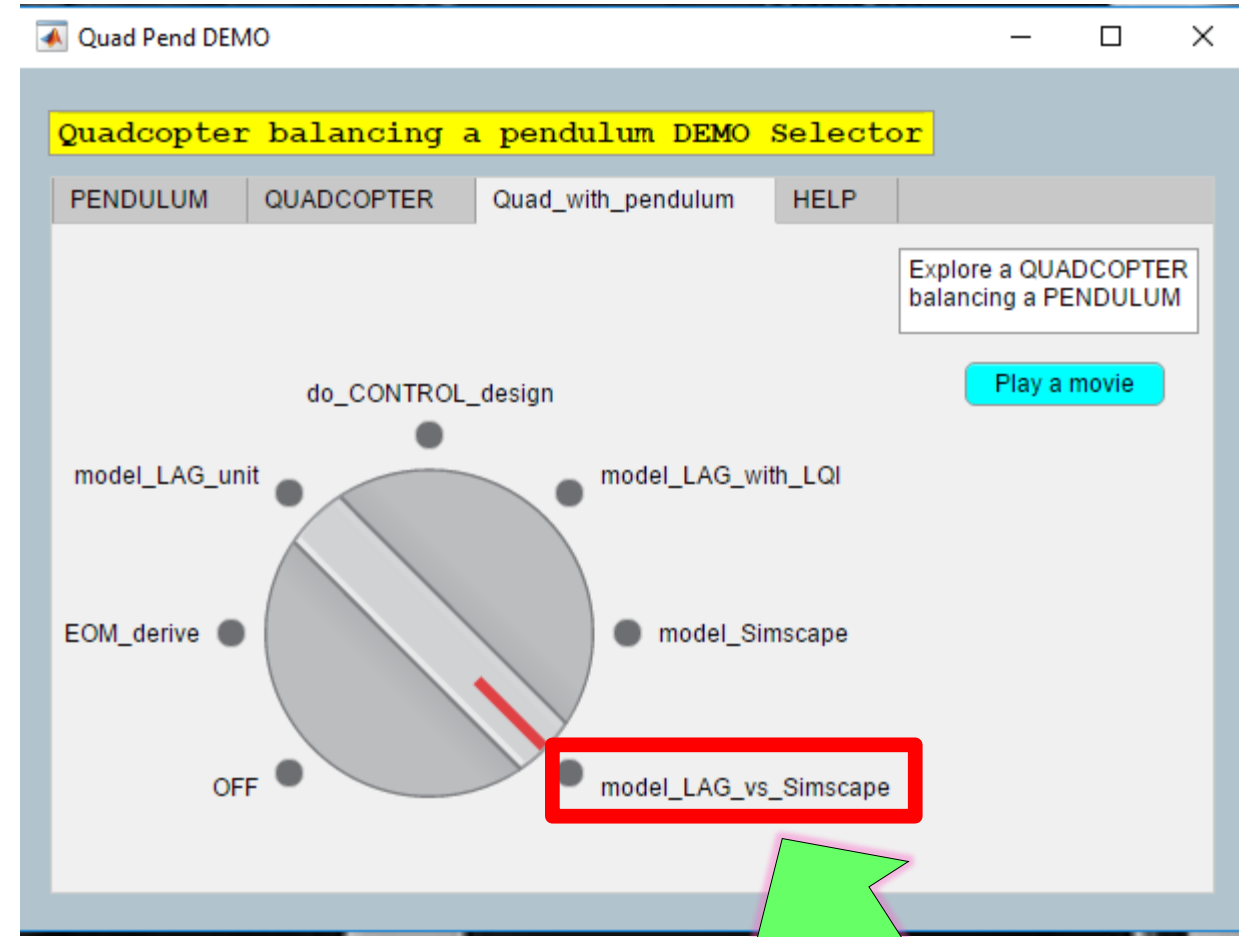 Quad Pend DEMO
Quadcopter balancing a pendulum DEMO Selector
PENDULUM QUADCOPTER Quad_with_pendulum HELP
Explore a QUADCOPTER
balancing a PENDULUM
Play a movie
do_CONTROL_design
model_LAG_unit
model_LAG_with_LQI
EOM_derive
model_Simscape
OFF
model_LAG_vs_Simscape